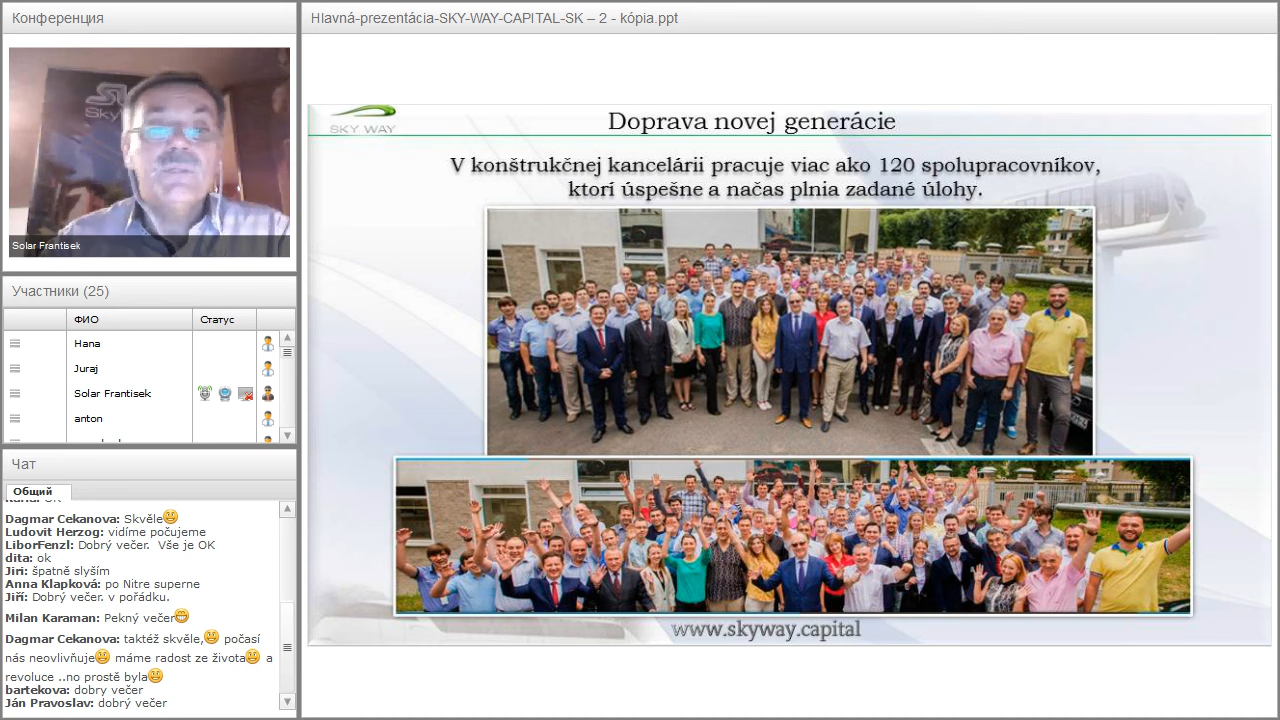 Конференция
SKY WAY
Solar Frantisek
Участники (25)
ФИО
Статус
Hana
Juraj
Solar Frantisek
anton
Чат
Общий
Dagmar Cekanova: Skvěle
Ludovit Herzog: vidíme počujeme
LiborFenzl: Dobrý večer. Vše je OK
dita: ok
Jiri: špatně slyším
Anna Klapková: po Nitre superne
Jiří: Dobrý večer. v pořádku.
Milan Karaman: Pekný večer
Dagmar Cekanova: taktéž skvěle, počasí
nás neovlivňuje máme radost ze života a
revoluce ..no prostě byla
bartekova: dobry večer
Ján Pravoslav: dobrý večer
Hlavná-prezentácia-SKY-WAY-CAPITAL-SK – 2 - kópia.ppt
SKY WAY
Doprava novej generácie
V konštrukčnej kancelárii pracuje viac ako 120 spolupracovníkov,
ktorí úspešne a načas plnia zadané úlohy.
www.skyway.capital